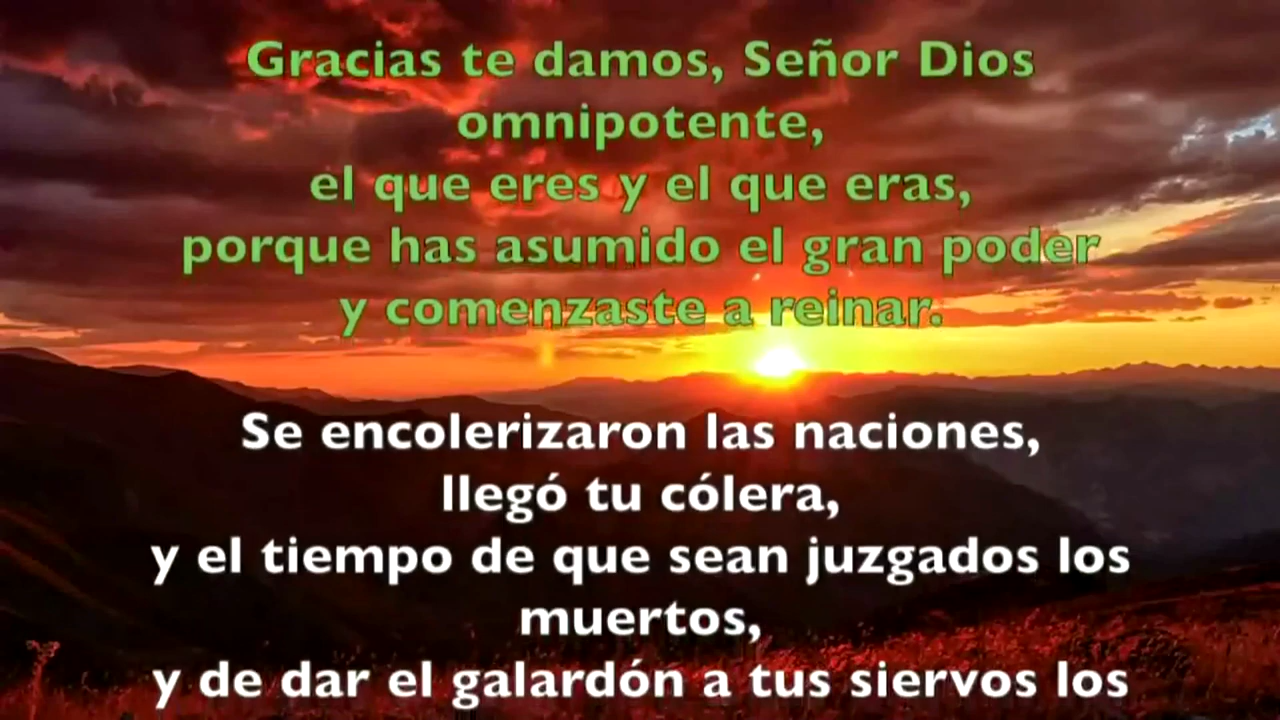 Gracias te damos, Señor Dios
omnipotente,
el que eres y el que eras,
porque has asumido el gran poder
y comenzaste a reinar.
Se encolerizaron las naciones,
llegó tu cólera,
y el tiempo de que sean juzgados los
muertos,
y de dar el galardón a tus siervos los